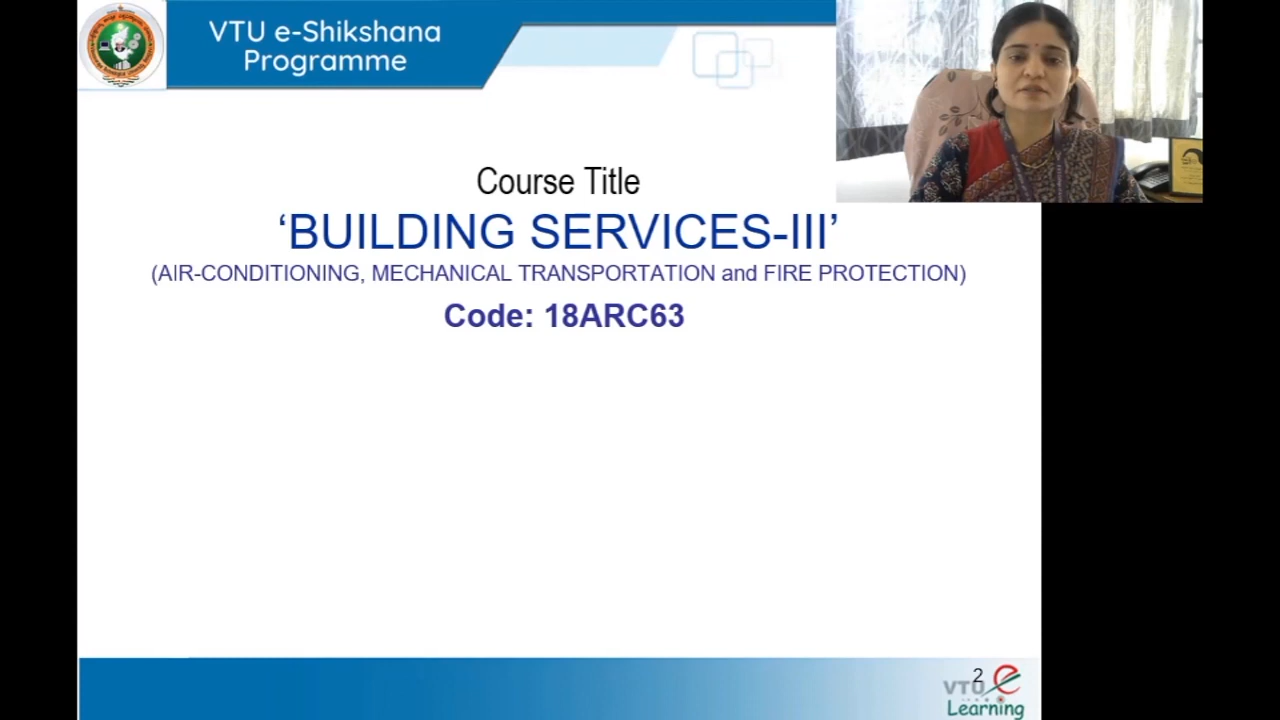 VTU e-Shikshana
Programme
Course Title
‘BUILDING SERVICES-III’
(AIR-CONDITIONING, MECHANICAL TRANSPORTATION and FIRE PROTECTION)
Code: 18ARC63
2
VTU e
Learning